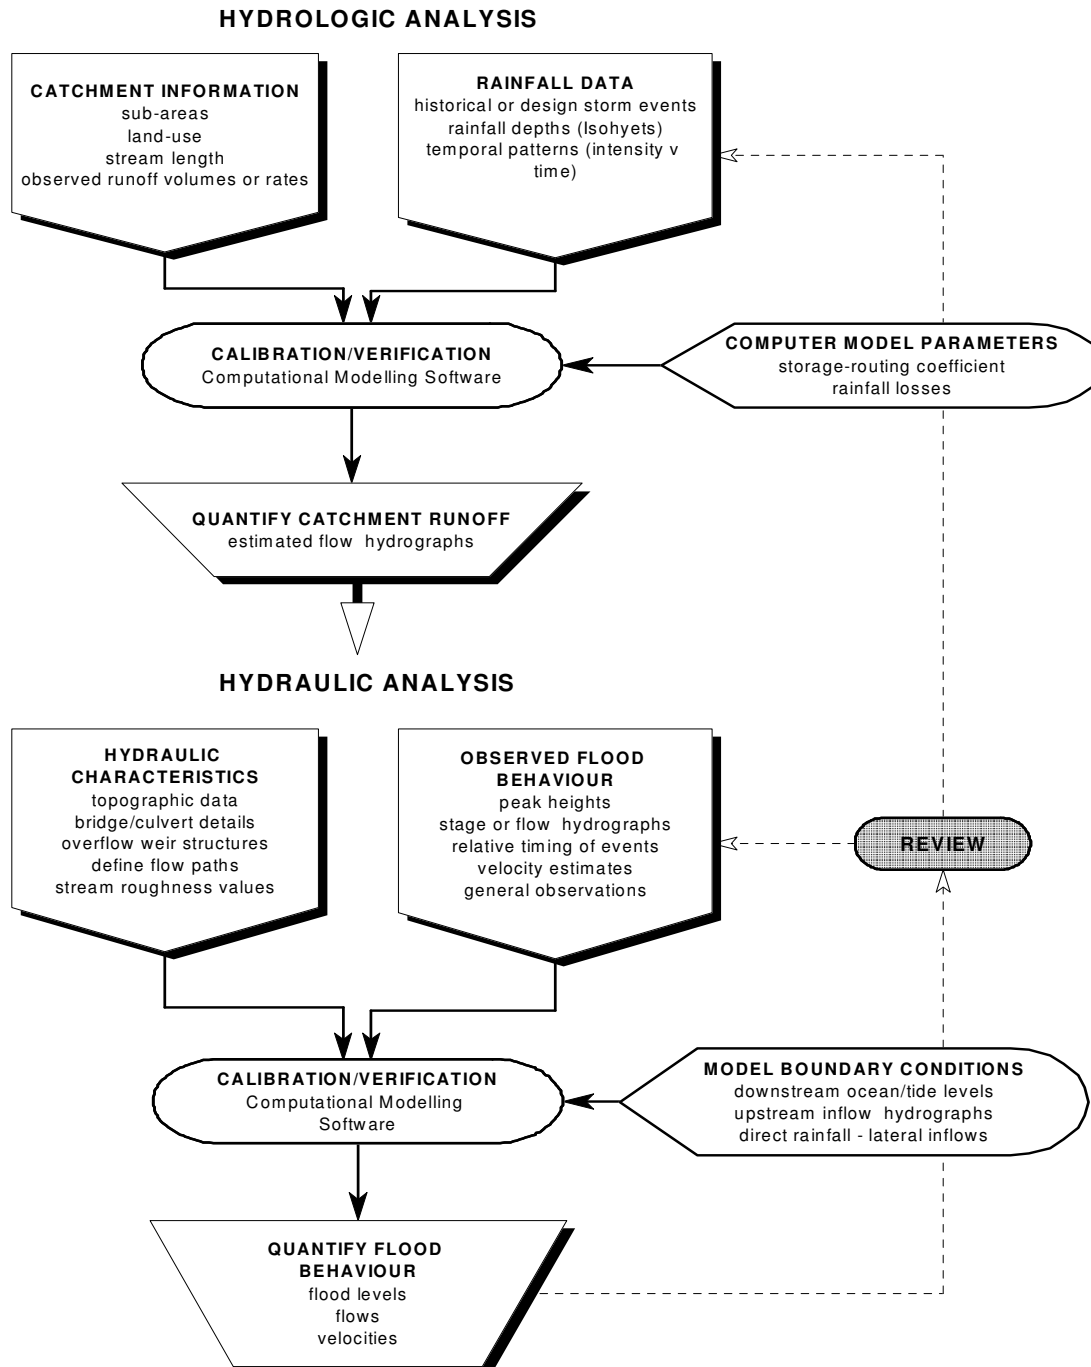 HYDROLOGIC ANALYSIS
CATCHMENT INFORMATION
sub-areas
land-use
stream length
observed runoff volumes or rates
RAINFALL DATA
historical or design storm events
rainfall depths (Isohyets)
temporal patterns (intensity v
time)
CALIBRATION/VERIFICATION
Computational Modelling Software
COMPUTER MODEL PARAMETERS
storage-routing coefficient
rainfall losses
QUANTIFY CATCHMENT RUNOFF
estimated flow hydrographs
HYDRAULIC ANALYSIS
HYDRAULIC
CHARACTERISTICS
topographic data
bridge/culvert details
overflow weir structures
define flow paths
stream roughness values
OBSERVED FLOOD
BEHAVIOUR
peak heights
stage or flow hydrographs
relative timing of events
velocity estimates
general observations
REVIEW
CALIBRATION/VERIFICATION
Computational Modelling
Software
MODEL BOUNDARY CONDITIONS
downstream ocean/tide levels
upstream inflow hydrographs
direct rainfall - lateral inflows
QUANTIFY FLOOD
BEHAVIOUR
flood levels
flows
velocities